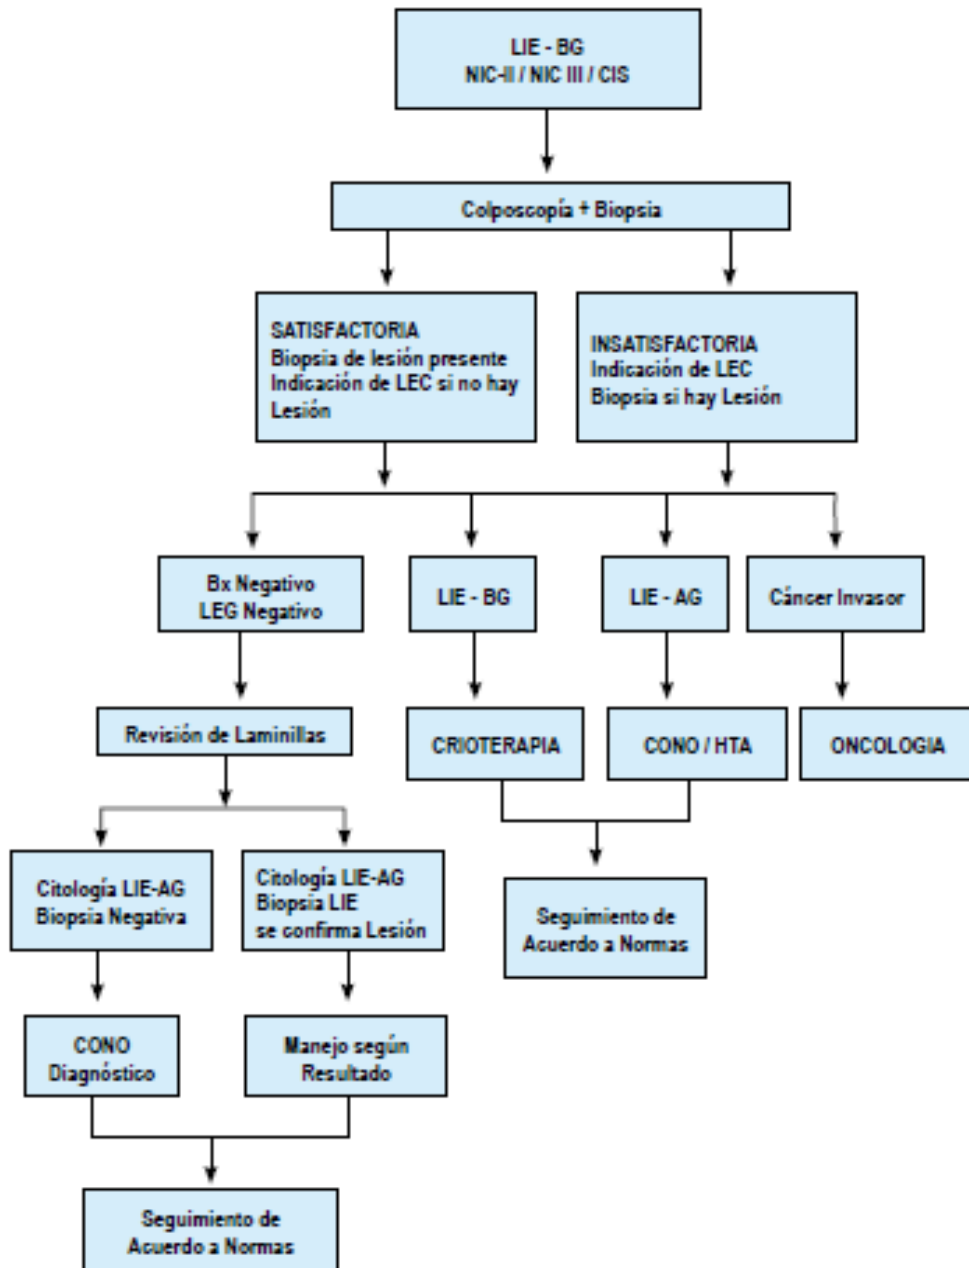 LIE - BG
NIC-II / NIC III / CIS
Colposcopía + Biopsia
SATISFACTORIA
Biopsia de lesión presente
Indicación de LEC si no hay
Lesión
INSATISFACTORIA
Indicación de LEC
Biopsia si hay Lesión
Bx Negativo
LEG Negativo
LIE - BG
LIE - AG
Cáncer Invasor
Revisión de Laminillas
CRIOTERAPIA
CONO / HTA
ONCOLOGIA
Citología LIE-AG
Biopsia Negativa
Citología LIE-AG
Biopsia LIE
se confirma Lesión
Seguimiento de
Acuerdo a Normas
CONO
Diagnóstico
Manejo según
Resultado
Seguimiento de
Acuerdo a Normas